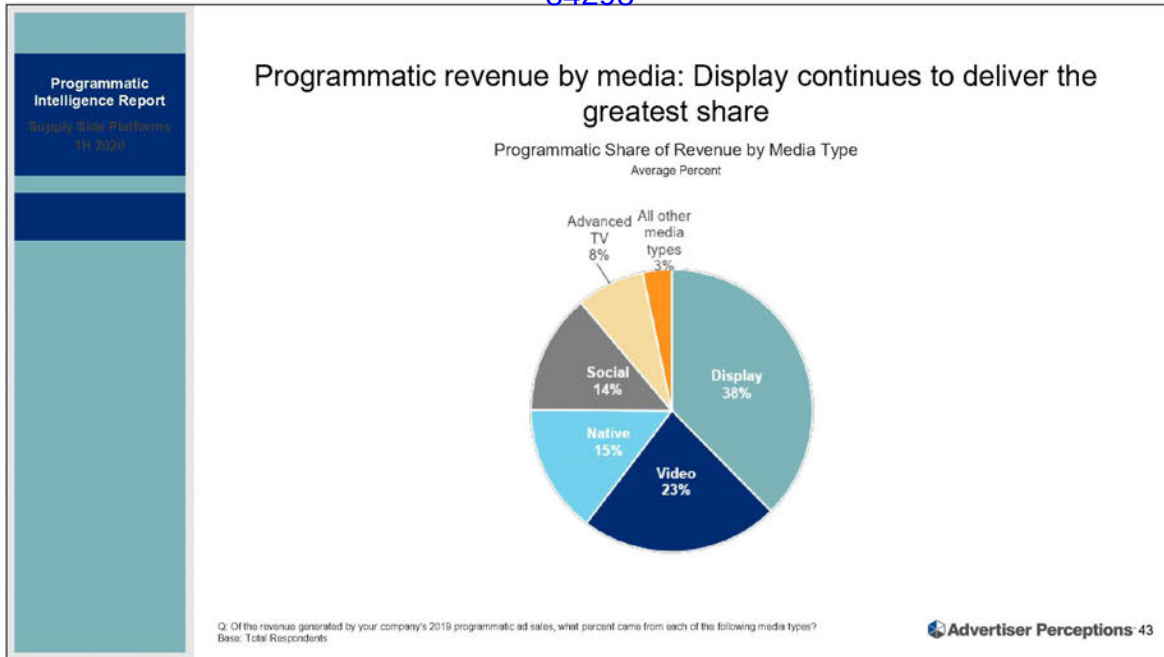 84298
Programmatic
Intelligence Report
Supply Side Platforms
1H 2020
Programmatic revenue by media: Display continues to deliver the
greatest share
Programmatic Share of Revenue by Media Type
Average Percent
Advanced
TV
8%
All other
media
types
3%
Social
14%
Display
38%
Native
15%
Video
23%
Q: Of the revenue generated by your company's 2019 programmatic ad sales, what percent came from each of the following media types?
Base: Total Respondents
Advertiser Perceptions 43